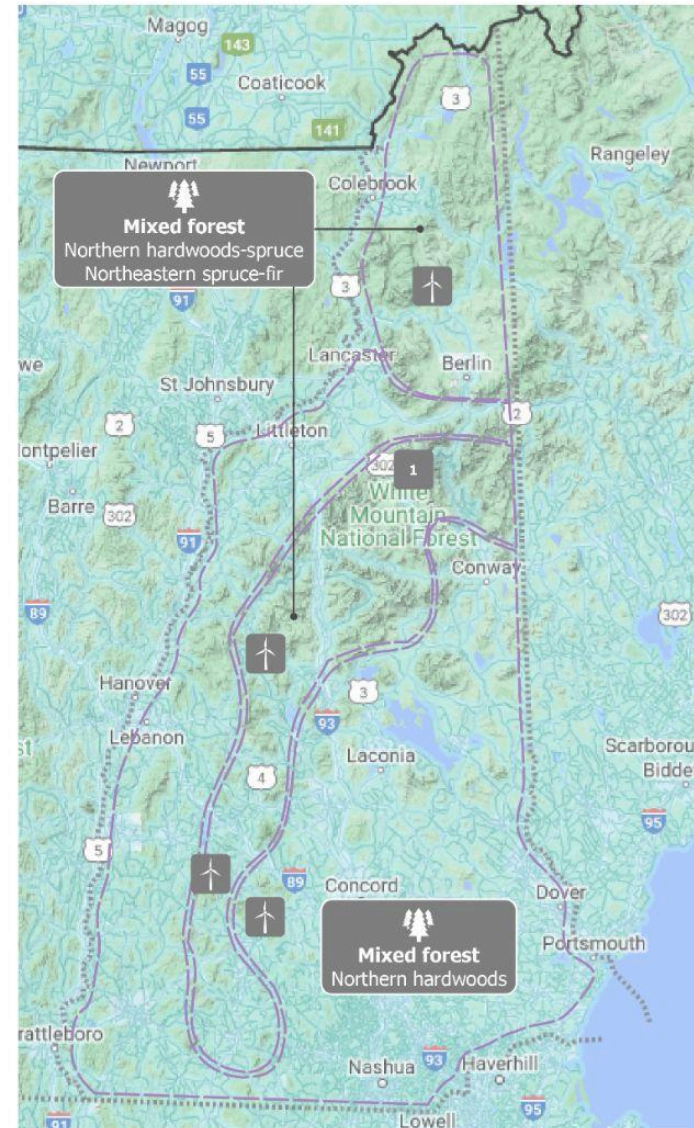 Magog
143
55
Coaticook
55
3
141
Rangeley
Newport
Colebrook
Mixed forest
Northern hardwoods-spruce
Northeastern spruce-fir
91
3
Lancaster
we
Berlin
St Johnsbury
2
2
5
Littleton
ontpelier
302
1
White
Mountain
National Forest
Barre
302
91
Conway
89
302
Hanover
3
93
Lebanon
st
Laconia
Scarborou
Bidde
4
95
5
89
Concord
Dover
Mixed forest
Northern hardwoods
Portsmouth
rattleboro
93
Nashua
Haverhill
91
95
Lowell